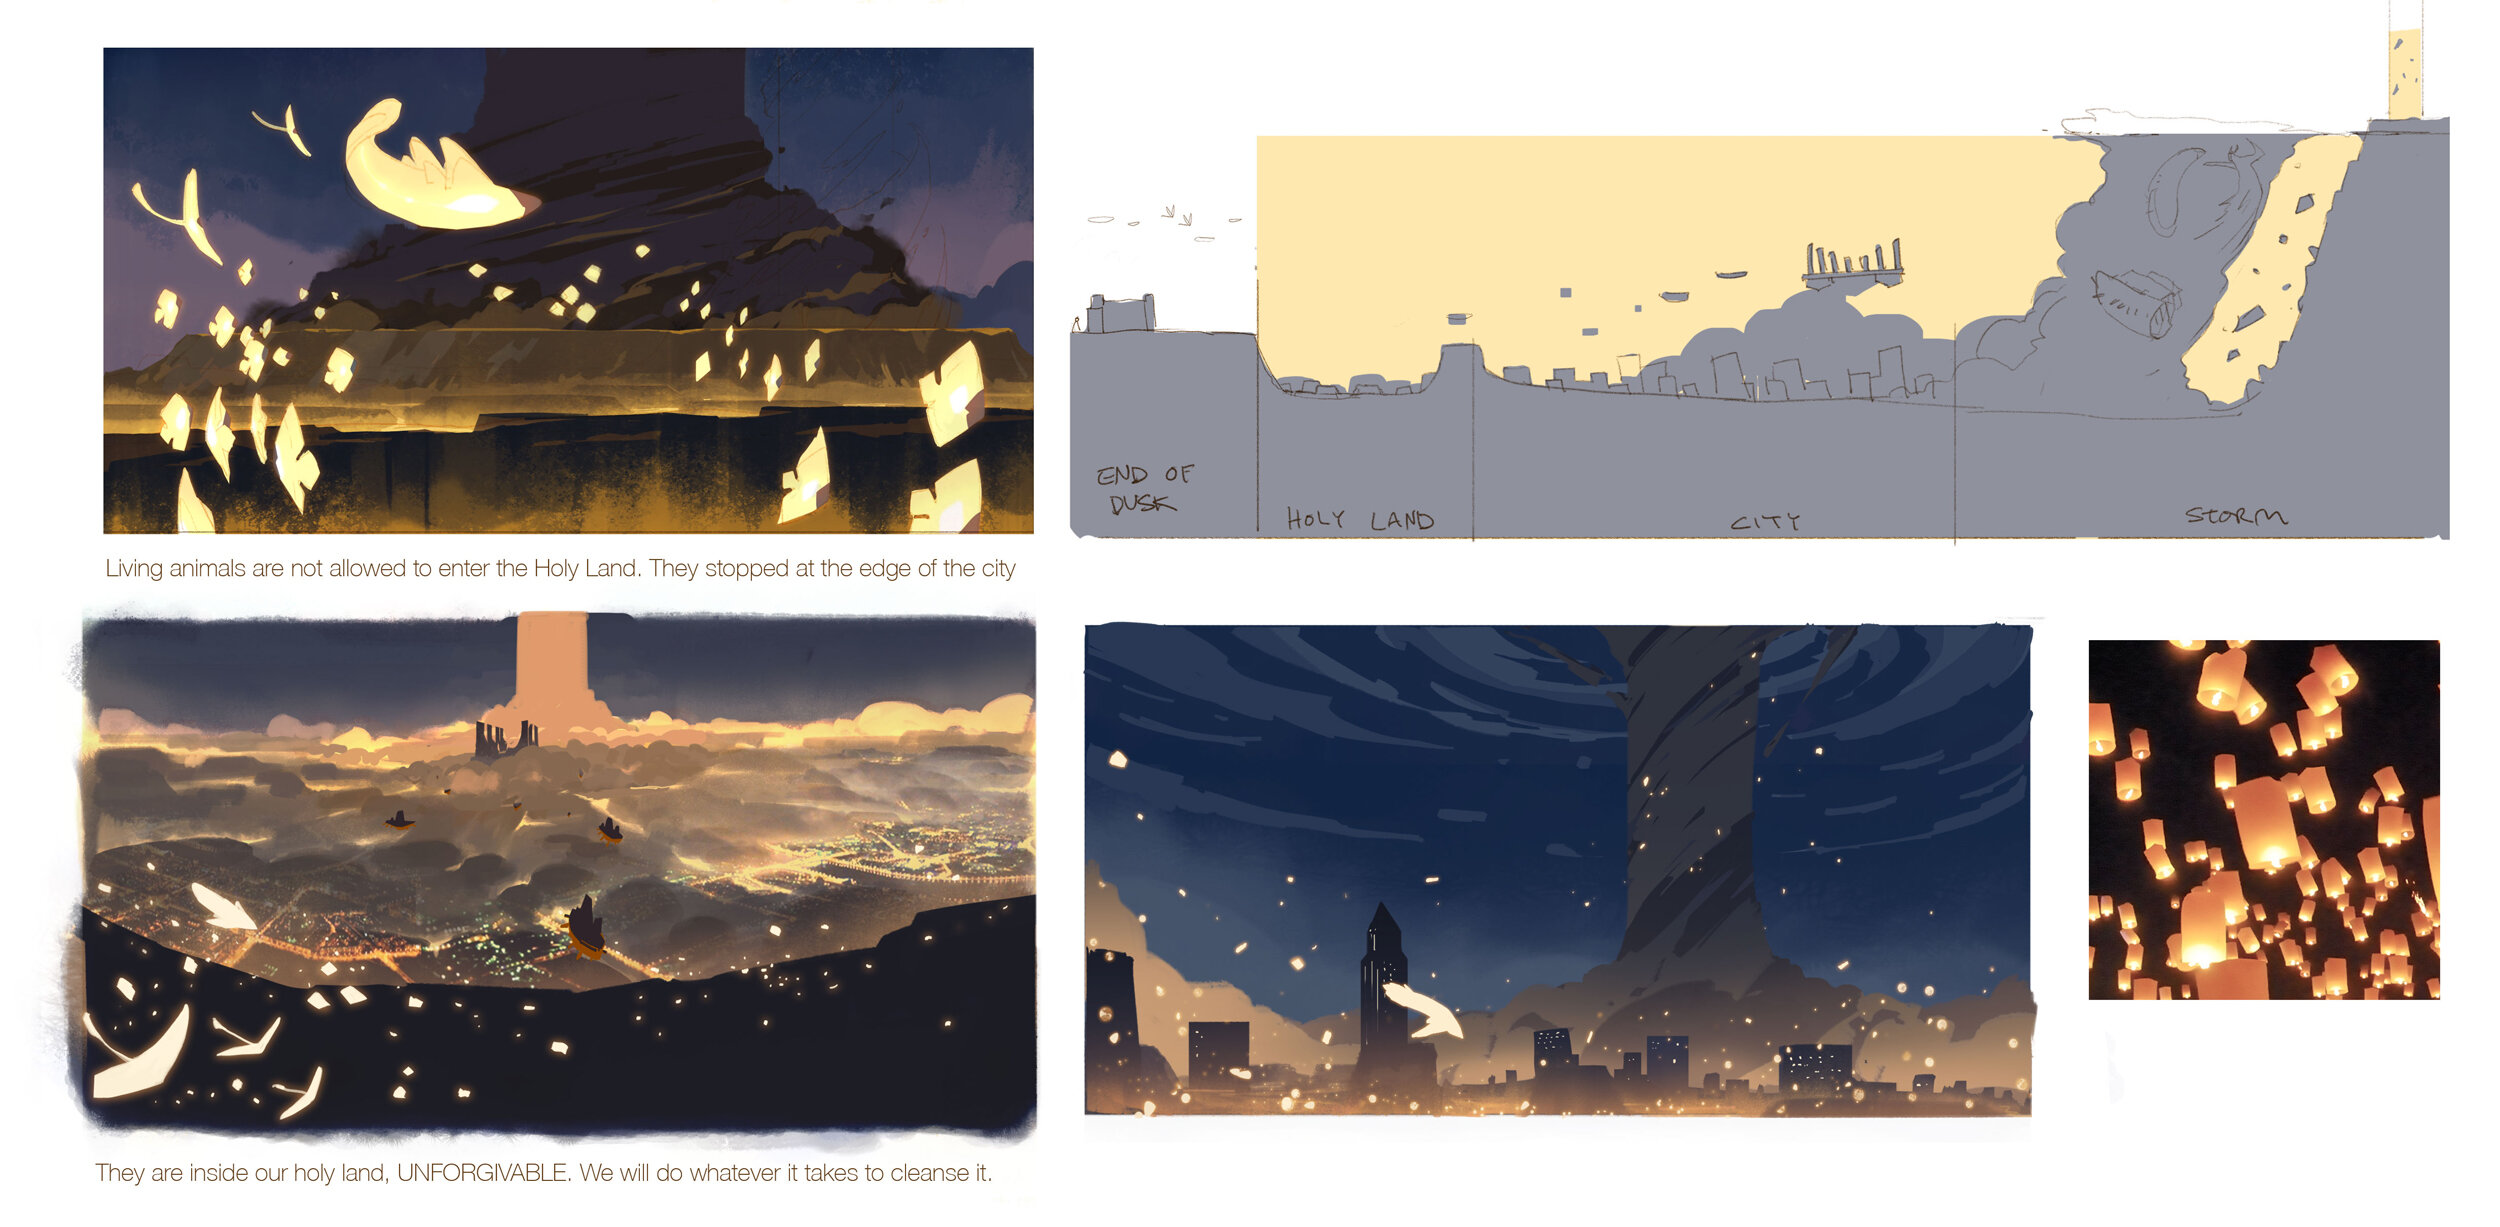 END OF
DUSK
HOLY LAND
CITY
STORM
Living animals are not allowed to enter the Holy Land. They stopped at the edge of the city
They are inside our holy land, UNFORGIVABLE. We will do whatever it takes to cleanse it.